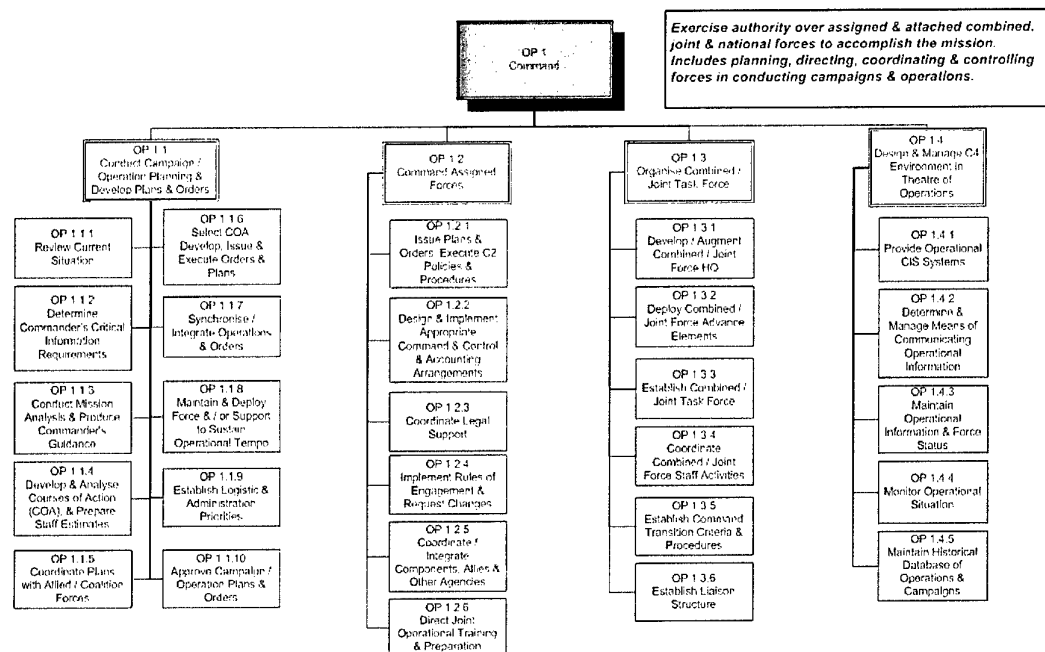 OP 1
Command
Exercise authority over assigned & attached combined,
joint & national forces to accomplish the mission.
Includes planning, directing, coordinating & controlling
forces in conducting campaigns & operations.
OP 1.1
Conduct Campaign /
Operation Planning &
Develop Plans & Orders
OP 1.1.1
Review Current
Situation
OP 1.1.2
Determine
Commander's Critical
Information
Requirements
OP 1.1.3
Conduct Mission
Analysis & Produce
Commander's
Guidance
OP 1.1.4
Develop & Analyse
Courses of Action
(COA), & Prepare
Staff Estimates
OP 1.1.5
Coordinate Plans
with Allied / Coalition
Forces
OP 1.1.6
Select COA
Develop, Issue &
Execute Orders &
Plans
OP 1.1.7
Synchronise /
Integrate Operations
& Orders
OP 1.1.8
Maintain & Deploy
Force & / or Support
to Sustain
Operational Tempo
OP 1.1.9
Establish Logistic &
Administration
Priorities
OP 1.1.10
Approve Campaign /
Operation Plans &
Orders
OP 1.2
Command Assigned
Forces
OP 1.2.1
Issue Plans &
Orders Execute C2
Policies &
Procedures
OP 1.2.2
Design & Implement
Appropriate
Command & Control
& Accounting
Arrangements
OP 1.2.3
Coordinate Legal
Support
OP 1.2.4
Implement Rules of
Engagement &
Request Changes
OP 1.2.5
Coordinate /
Integrate
Components, Allies &
Other Agencies
OP 1.2.6
Direct Joint
Operational Training
& Preparation
OP 1.3
Organise Combined /
Joint Task Force
OP 1.3.1
Develop / Augment
Combined / Joint
Force HQ
OP 1.3.2
Deploy Combined /
Joint Force Advance
Elements
OP 1.3.3
Establish Combined /
Joint Task Force
OP 1.3.4
Coordinate
Combined / Joint
Force Staff Activities
OP 1.3.5
Establish Command
Transition Criteria &
Procedures
OP 1.3.6
Establish Liaison
Structure
OP 1.4
Design & Manage C4
Environment in
Theatre of
Operations
OP 1.4.1
Provide Operational
CIS Systems
OP 1.4.2
Determine &
Manage Means of
Communicating
Operational
Information
OP 1.4.3
Maintain
Operational
Information & Force
Status
OP 1.4.4
Monitor Operational
Situation
OP 1.4.5
Maintain Historical
Database of
Operations &
Campaigns